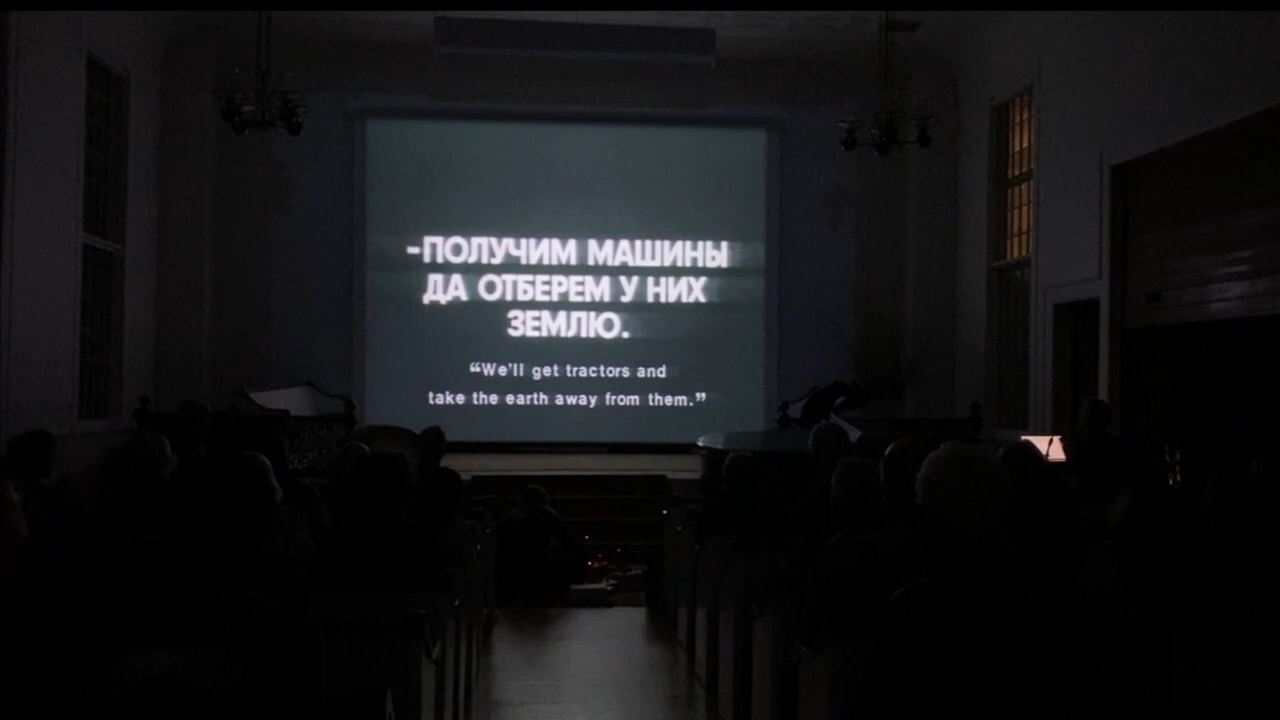 -ПОЛУЧИМ МАШИНЫ
ДА ОТБЕРЕМ У НИХ
ЗЕМЛЮ.
“We’ll get tractors and
take the earth away from them.”